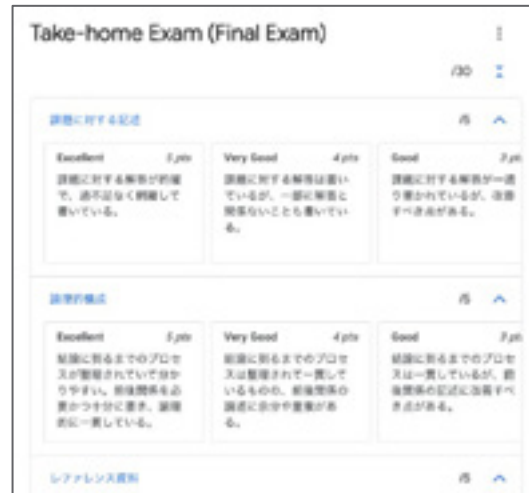 Take-home Exam (Final Exam)
/30
課題に対する記述
/5
Excellent 5 pts
課題に対する解答が的確
で、過不足なく網羅して
書いている。
Very Good 4 pts
課題に対する解答は書い
ているが、一部に解答と
関係ないことも書いてい
る。
Good 3 pt
課題に対する解答が一通
り書かれているが、改善
すべき点がある。
論理的構成
/5
Excellent 5 pts
結論に到るまでのプロセ
スが整理されていて分か
りやすい。前後関係を必
要かつ十分に書き、論理
的に一貫している。
Very Good 4 pts
結論に到るまでのプロセ
スは整理されて一貫して
いるものの、前後関係の
論述に余分や重複があ
る。
Good 3 pt
結論に到るまでのプロセ
スは一貫しているが、前
後関係の記述に改善すべ
き点がある。
レファレンス資料
/5